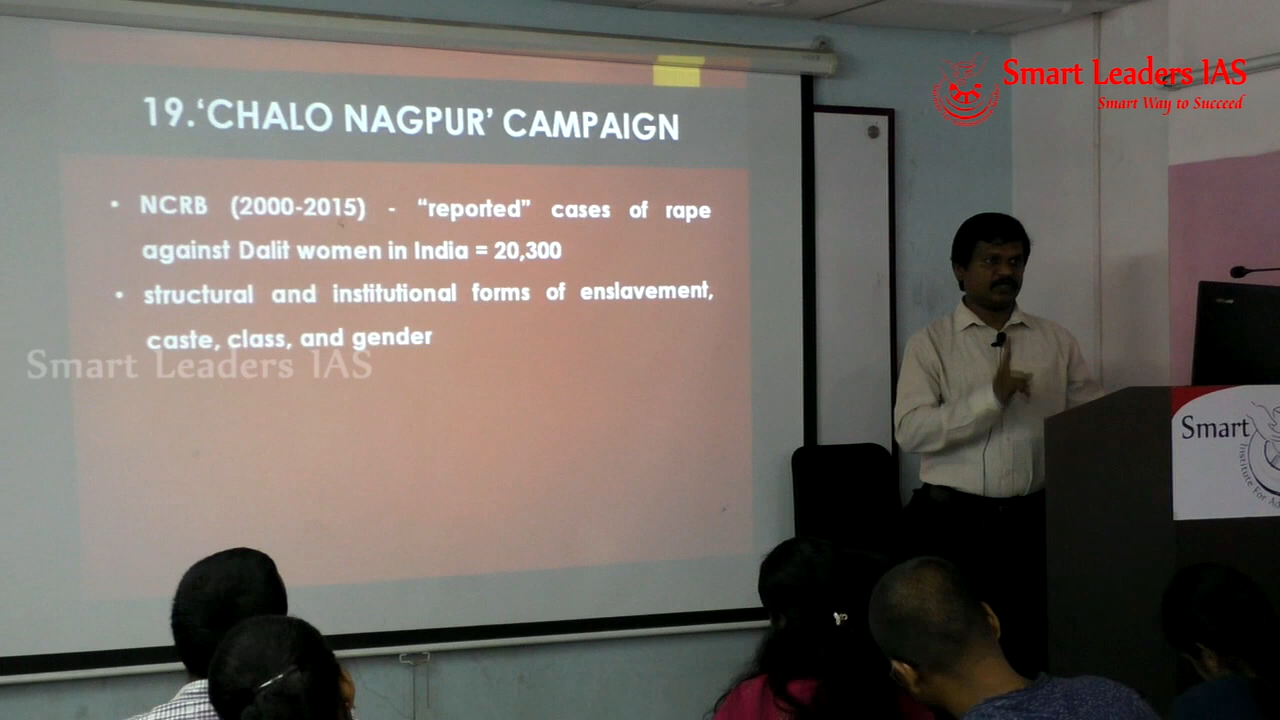 19.‘CHALO NAGPUR’ CAMPAIGN
• NCRB (2000-2015) - “reported” cases of rape
against Dalit women in India = 20,300
• structural and institutional forms of enslavement,
caste, class, and gender
Smart Leaders IAS
Smart Leaders IAS
Smart Way to Succeed
Smart
Institute For